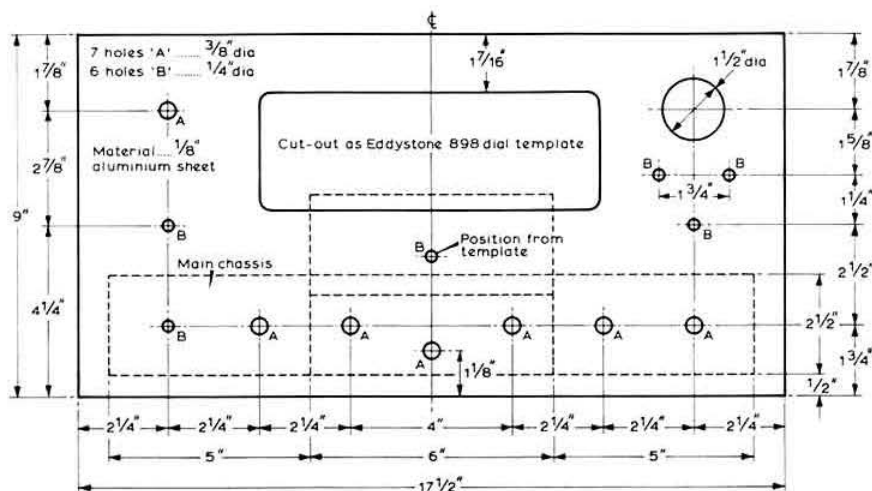 ℄
7 holes 'A' ...... 3/8" dia
6 holes 'B' ...... 1/4" dia
1 7/8"
1 7/16"
1 1/2" dia
1 7/8"
A
Cut-out as Eddystone 898 dial template
Material .... 1/8"
aluminium sheet
2 7/8"
1 5/8"
B
B
1 3/4"
9"
1 1/4"
B
B
Position from
template
B
Main chassis
2 1/2"
4 1/4"
2 1/2"
B
A
A
A
A
A
A
1 1/8"
1 3/4"
1/2"
2 1/4"
2 1/4"
2 1/4"
4"
2 1/4"
2 1/4"
2 1/4"
5"
6"
5"
17 1/2"